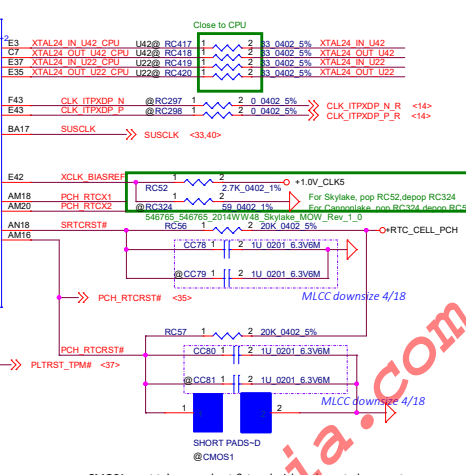 Close to CPU
E3 XTAL24_IN_U42_CPU U42@ RC417 1 2 33_0402_5% XTAL24_IN_U42
C7 XTAL24_OUT_U42_CPU U42@ RC418 1 2 33_0402_5% XTAL24_OUT_U42
E37 XTAL24_IN_U22_CPU U22@ RC419 1 2 33_0402_5% XTAL24_IN_U22
E35 XTAL24_OUT_U22_CPU U22@ RC420 1 2 33_0402_5% XTAL24_OUT_U22
F43 CLK_ITPXDP_N @RC297 1 2 0_0402_5% CLK_ITPXDP_N_R <14>
E43 CLK_ITPXDP_P @RC298 1 2 0_0402_5% CLK_ITPXDP_P_R <14>
BA17 SUSCLK SUSCLK <33,40>
E42 XCLK_BIASREF 1 2 +1.0V_CLK5
RC52 2.7K_0402_1%
AM18 PCH_RTCX1 1 2 For Skylake, pop RC52,depop RC324
AM20 PCH_RTCX2 @RC324 59_0402_1% For Cannonlake, pop RC324,depop RC52
546765_546765_2014WW48_Skylake_MOW_Rev_1_0
AN18 SRTCRST# RC56 1 2 20K_0402_5% +RTC_CELL_PCH
AM16
CC78 1 2 1U_0201_6.3V6M
@CC79 1 2 1U_0201_6.3V6M
PCH_RTCRST# <35>
MLCC downsize 4/18
RC57 1 2 20K_0402_5%
PCH_RTCRST#
CC80 1 2 1U_0201_6.3V6M
PLTRST_TPM# <37>
@CC81 1 2 1U_0201_6.3V6M
MLCC downsize 4/18
1 2
SHORT PADS~D
@CMOS1